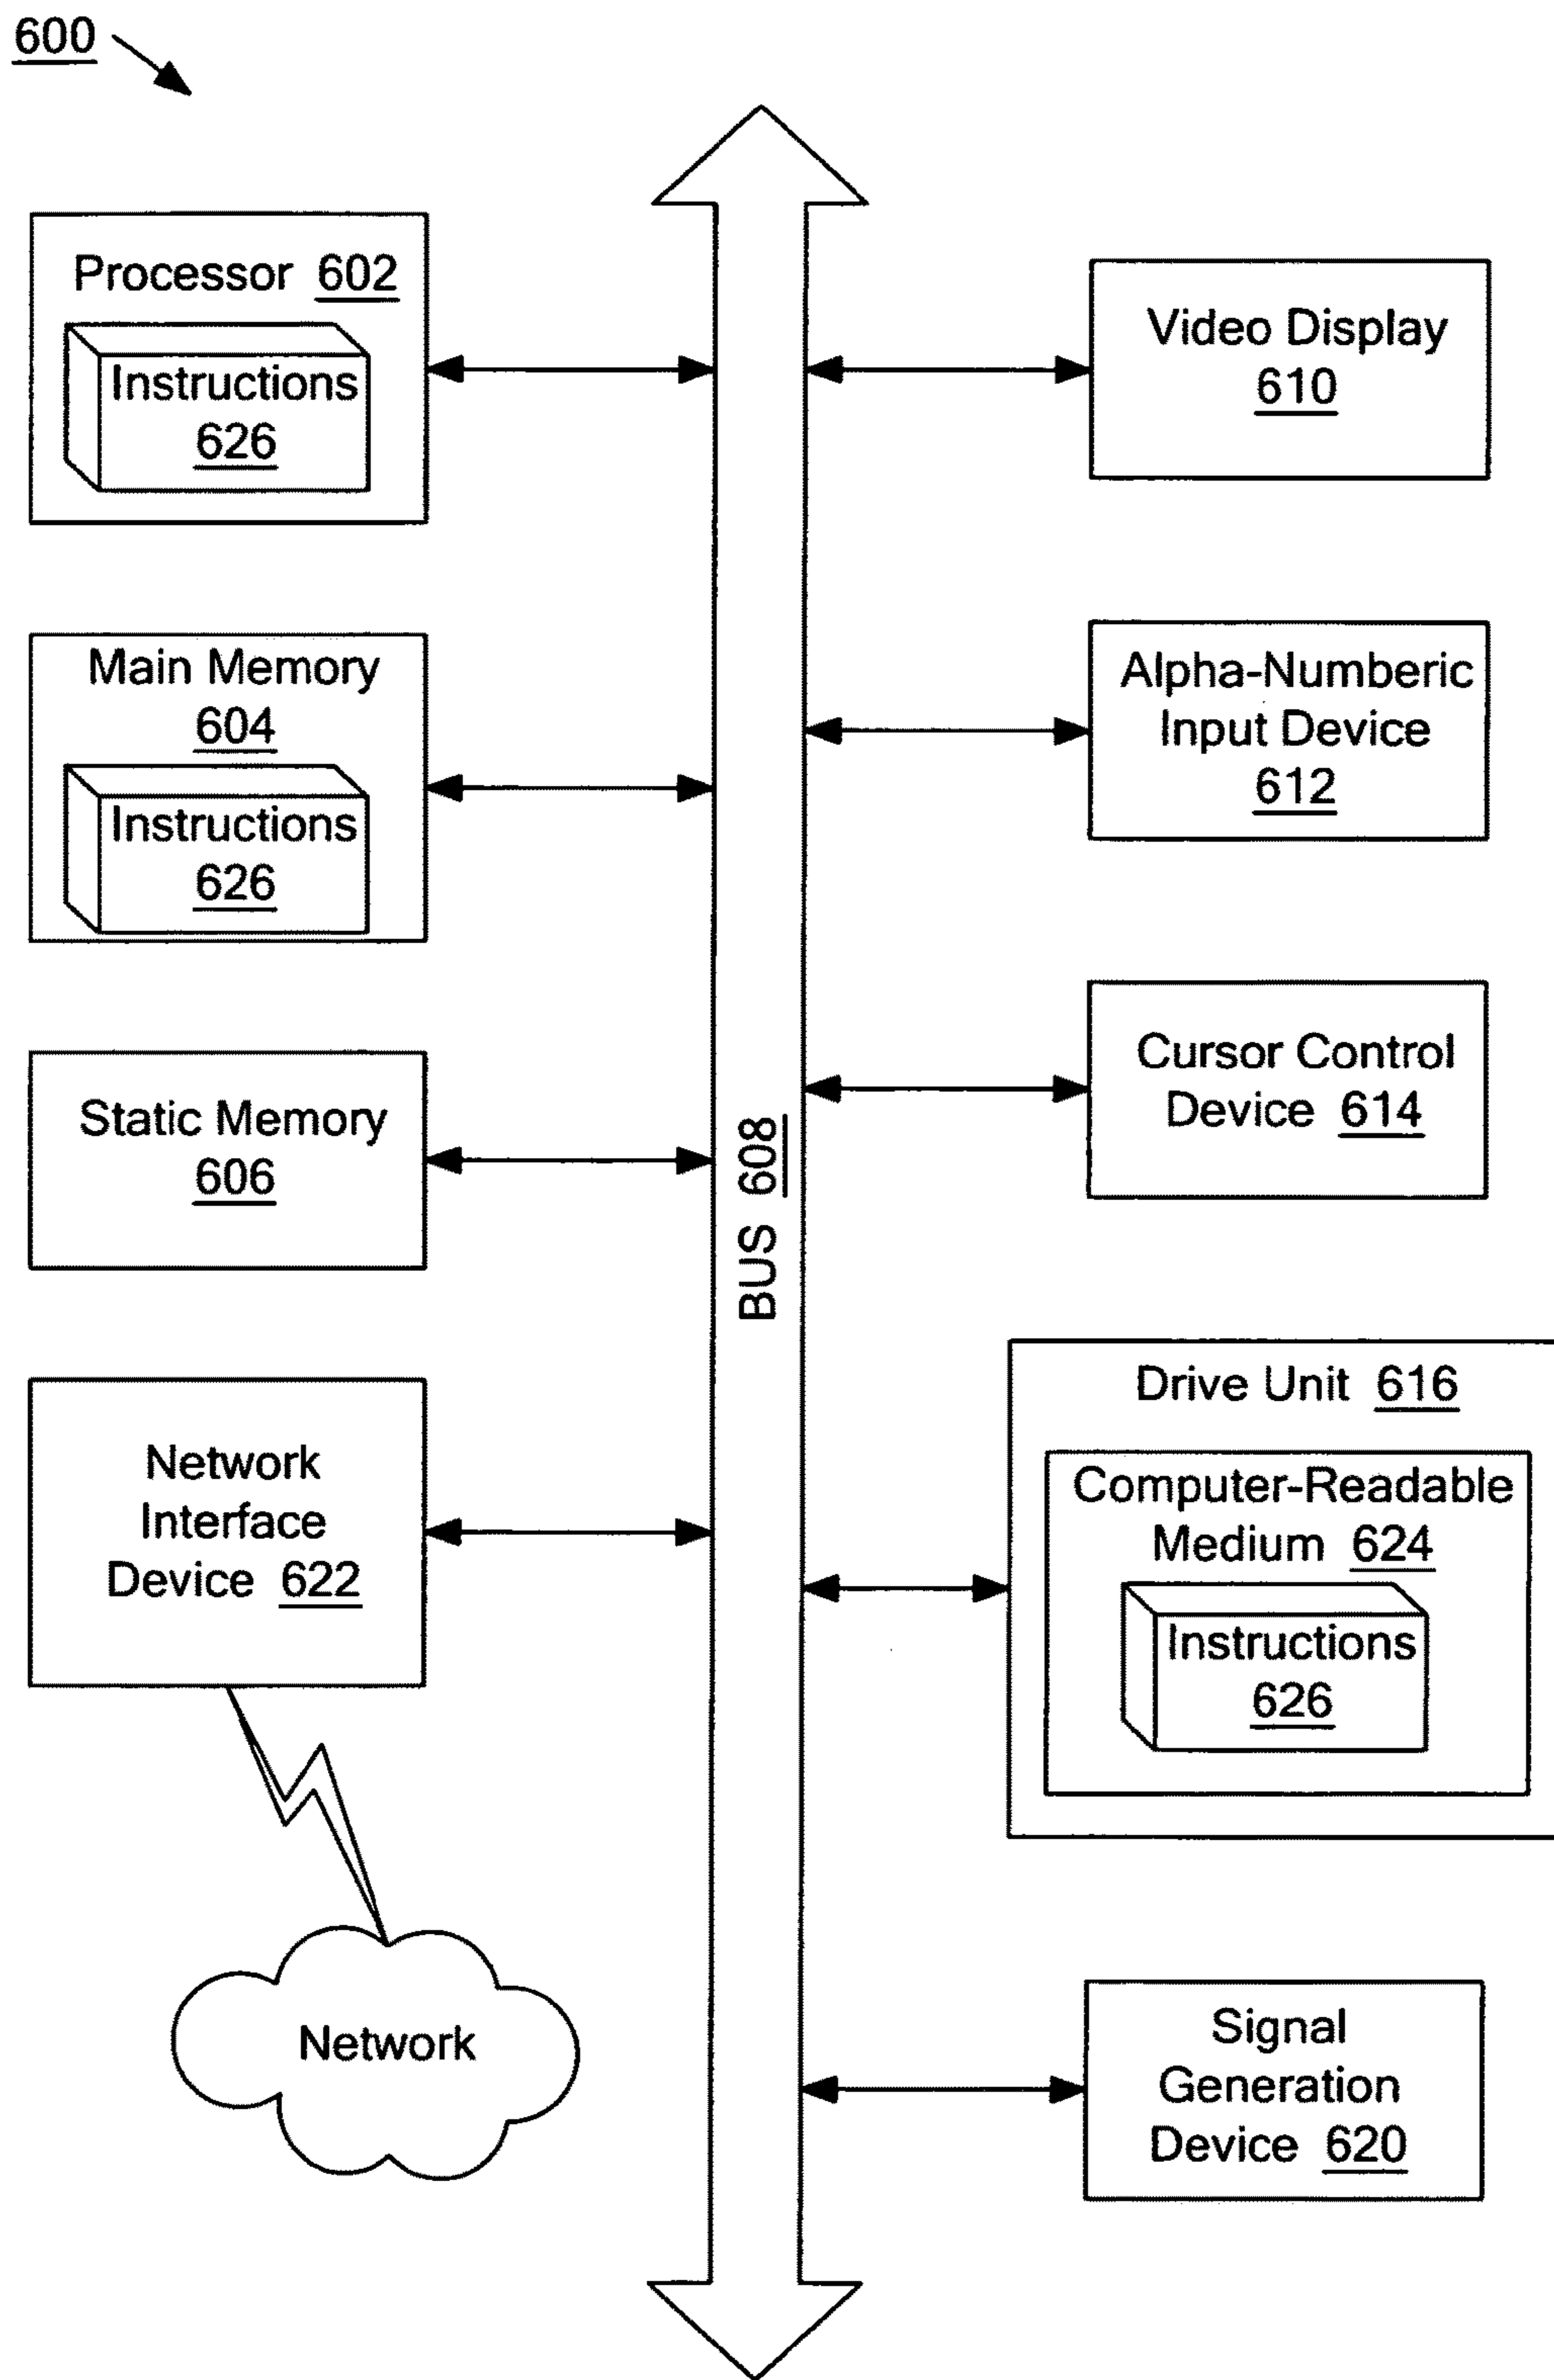 600
Processor 602
Instructions
626
Main Memory
604
Instructions
626
Static Memory
606
Network
Interface
Device 622
Network
BUS 608
Video Display
610
Alpha-Numberic
Input Device
612
Cursor Control
Device 614
Drive Unit 616
Computer-Readable
Medium 624
Instructions
626
Signal
Generation
Device 620